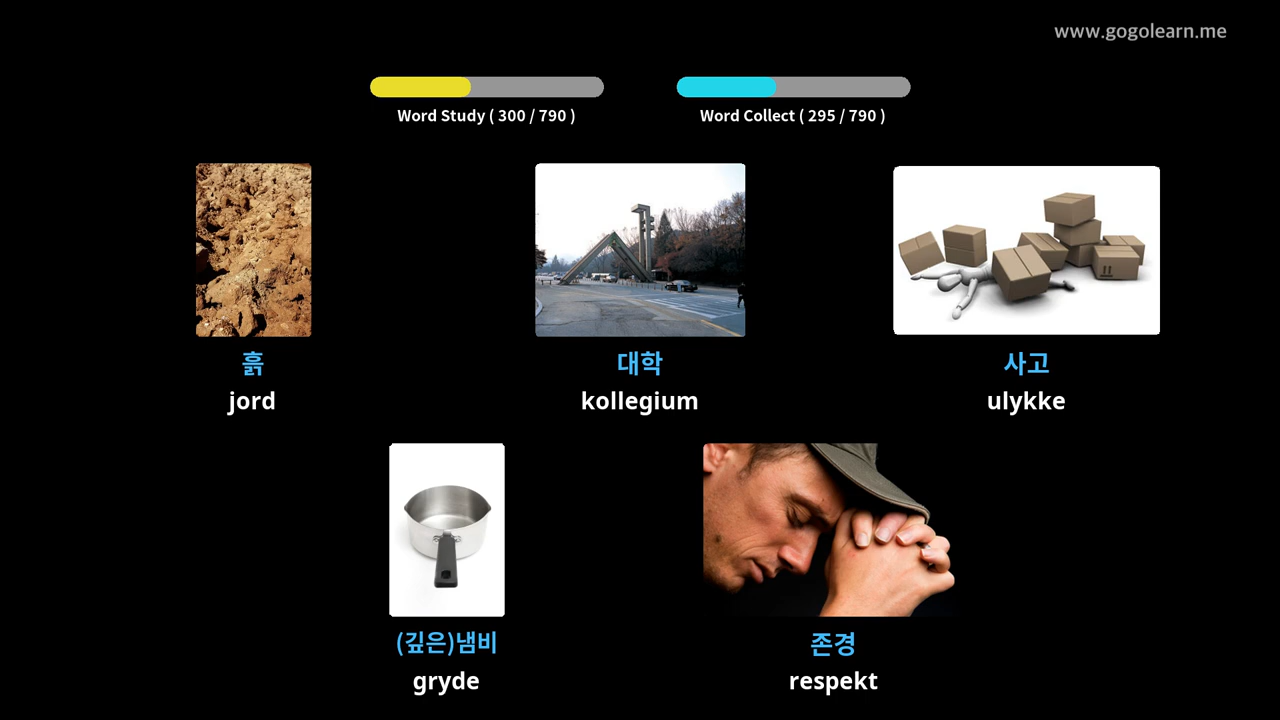 www.gogolearn.me
Word Study ( 300 / 790 )
Word Collect ( 295 / 790 )
흙
jord
대학
kollegium
사고
ulykke
(깊은)냄비
gryde
존경
respekt